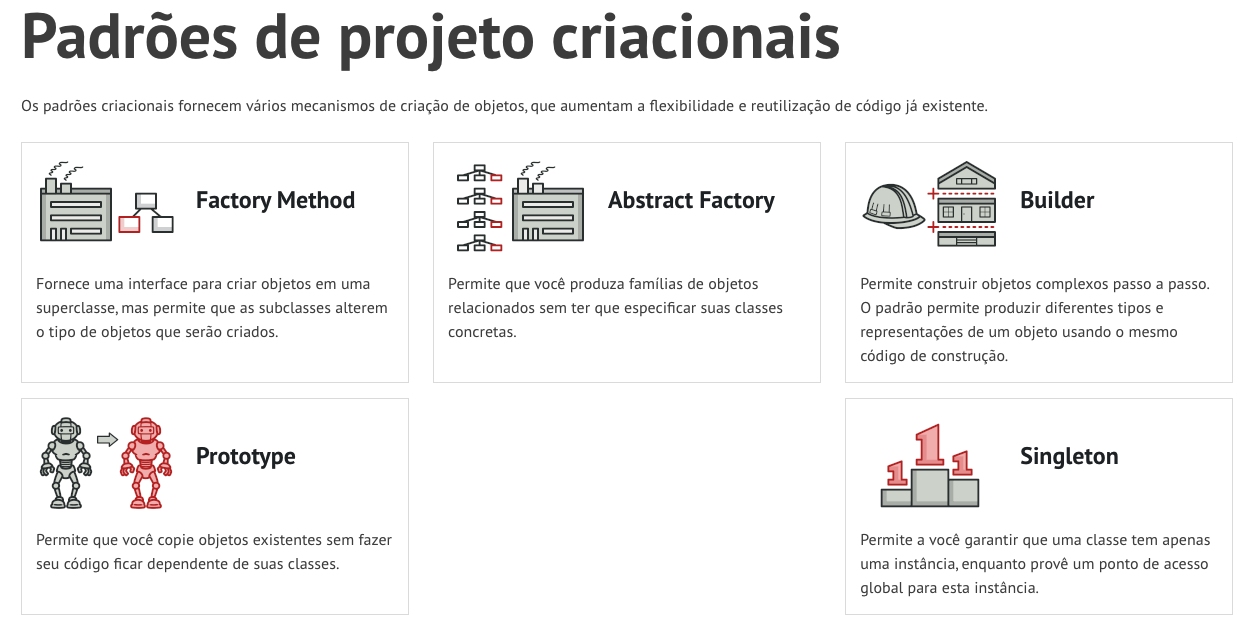 Padrões de projeto criacionais
Os padrões criacionais fornecem vários mecanismos de criação de objetos, que aumentam a flexibilidade e reutilização de código já existente.
Factory Method
Fornece uma interface para criar objetos em uma
superclasse, mas permite que as subclasses alterem
o tipo de objetos que serão criados.
Abstract Factory
Permite que você produza famílias de objetos
relacionados sem ter que especificar suas classes
concretas.
Builder
Permite construir objetos complexos passo a passo.
O padrão permite produzir diferentes tipos e
representações de um objeto usando o mesmo
código de construção.
Prototype
Permite que você copie objetos existentes sem fazer
seu código ficar dependente de suas classes.
1 1 1
Singleton
Permite a você garantir que uma classe tem apenas
uma instância, enquanto provê um ponto de acesso
global para esta instância.